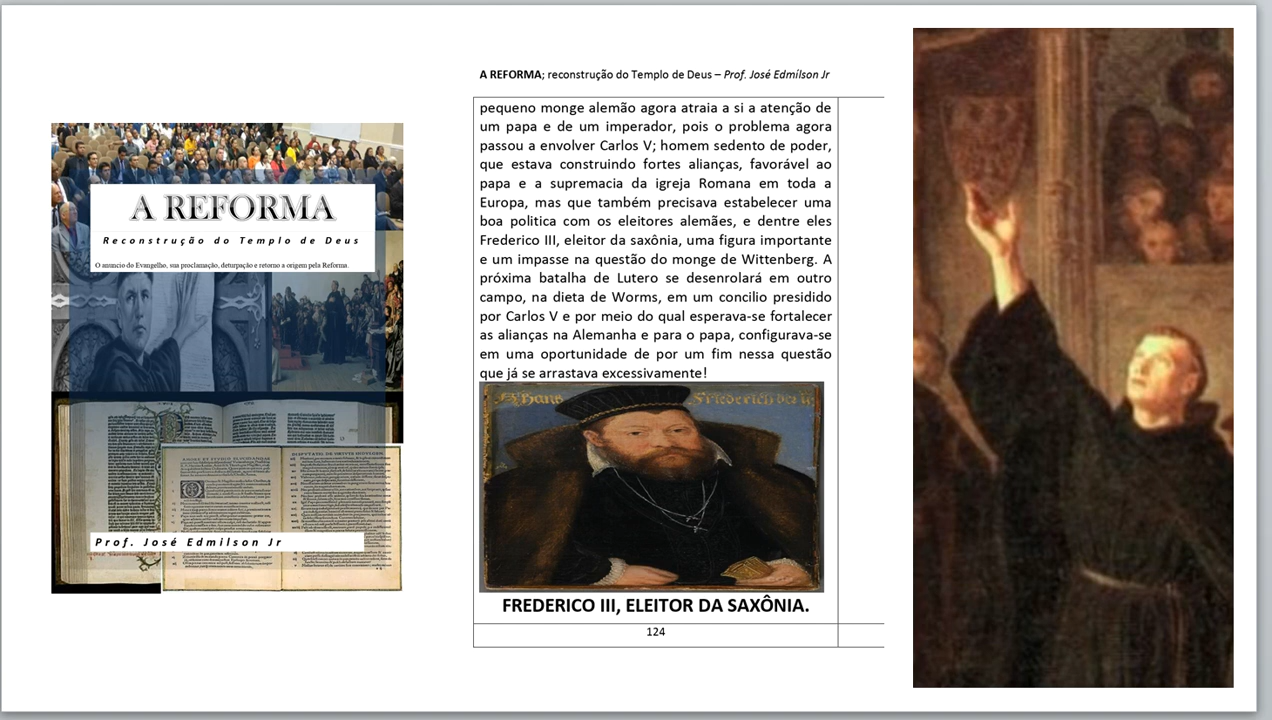 A REFORMA
Reconstrução do Templo de Deus
O anuncio do Evangelho, sua proclamação, deturpação e retorno a origem pela Reforma.
Prof. José Edmilson Jr
A REFORMA; reconstrução do Templo de Deus – Prof. José Edmilson Jr
pequeno monge alemão agora atraia a si a atenção de
um papa e de um imperador, pois o problema agora
passou a envolver Carlos V; homem sedento de poder,
que estava construindo fortes alianças, favorável ao
papa e a supremacia da igreja Romana em toda a
Europa, mas que também precisava estabelecer uma
boa politica com os eleitores alemães, e dentre eles
Frederico III, eleitor da saxônia, uma figura importante
e um impasse na questão do monge de Wittenberg. A
próxima batalha de Lutero se desenrolará em outro
campo, na dieta de Worms, em um concilio presidido
por Carlos V e por meio do qual esperava-se fortalecer
as alianças na Alemanha e para o papa, configurava-se
em uma oportunidade de por um fim nessa questão
que já se arrastava excessivamente!
FREDERICO III, ELEITOR DA SAXÔNIA.
124